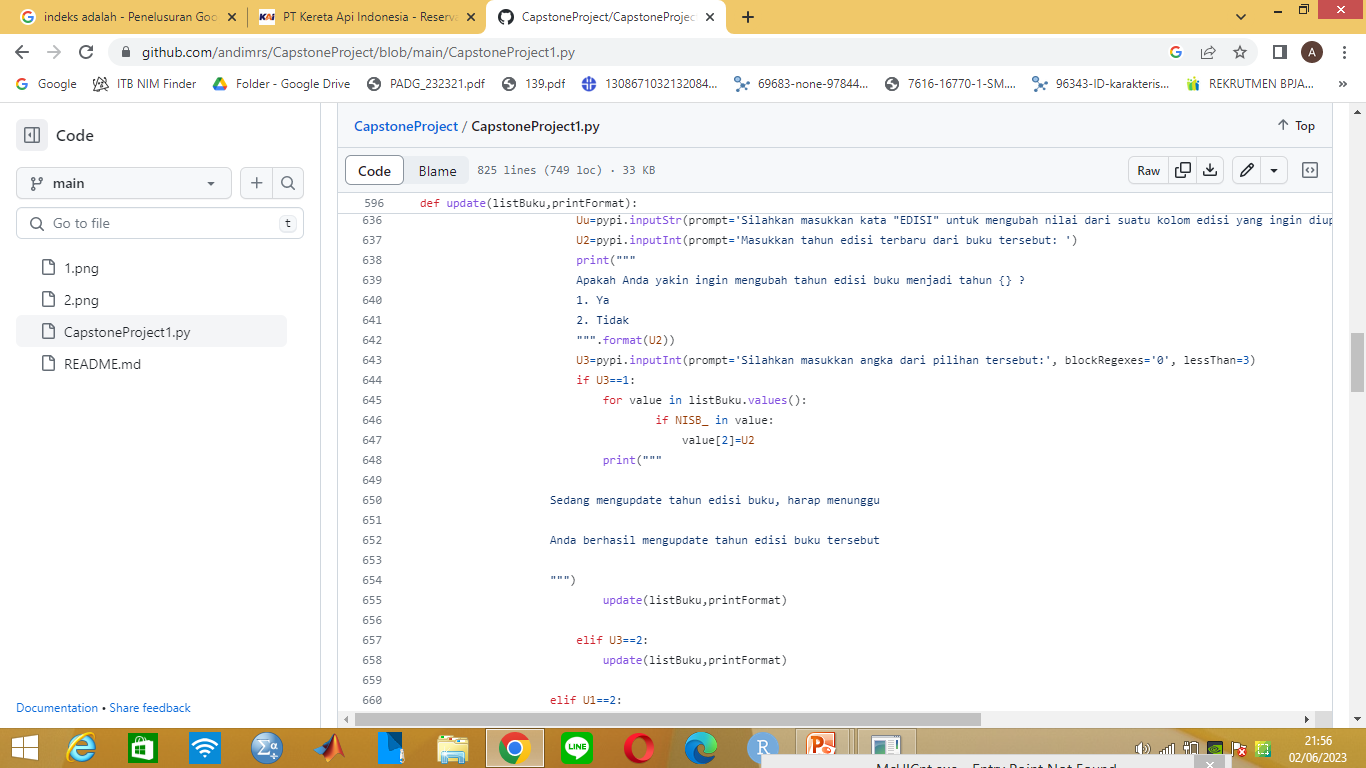 indeks adalah - Penelusuran Goo
PT Kereta Api Indonesia - Reserva
CapstoneProject/CapstoneProjec
github.com/andimrs/CapstoneProject/blob/main/CapstoneProject1.py
A
Google
ITB NIM Finder
Folder - Google Drive
PADG_232321.pdf
139.pdf
1308671032132084...
69683-none-97844...
7616-16770-1-SM....
96343-ID-karakteris...
REKRUTMEN BPJA...
»
Code
main
Go to file
t
1.png
2.png
CapstoneProject1.py
README.md
Documentation • Share feedback
CapstoneProject / CapstoneProject1.py
Top
Code
Blame
825 lines (749 loc) · 33 KB
Raw
596 def update(listBuku,printFormat):
636 Uu=pypi.inputStr(prompt='Silahkan masukkan kata "EDISI" untuk mengubah nilai dari suatu kolom edisi yang ingin diup
637 U2=pypi.inputInt(prompt='Masukkan tahun edisi terbaru dari buku tersebut: ')
638 print("""
639 Apakah Anda yakin ingin mengubah tahun edisi buku menjadi tahun {} ?
640 1. Ya
641 2. Tidak
642 """.format(U2))
643 U3=pypi.inputInt(prompt='Silahkan masukkan angka dari pilihan tersebut:', blockRegexes='0', lessThan=3)
644 if U3==1:
645 for value in listBuku.values():
646 if NISB_ in value:
647 value[2]=U2
648 print("""
649
650 Sedang mengupdate tahun edisi buku, harap menunggu
651
652 Anda berhasil mengupdate tahun edisi buku tersebut
653
654 """)
655 update(listBuku,printFormat)
656
657 elif U3==2:
658 update(listBuku,printFormat)
659
660 elif U1==2:
LINE
R
21:56
02/06/2023
McUICnt.exe - Entry Point Not Found